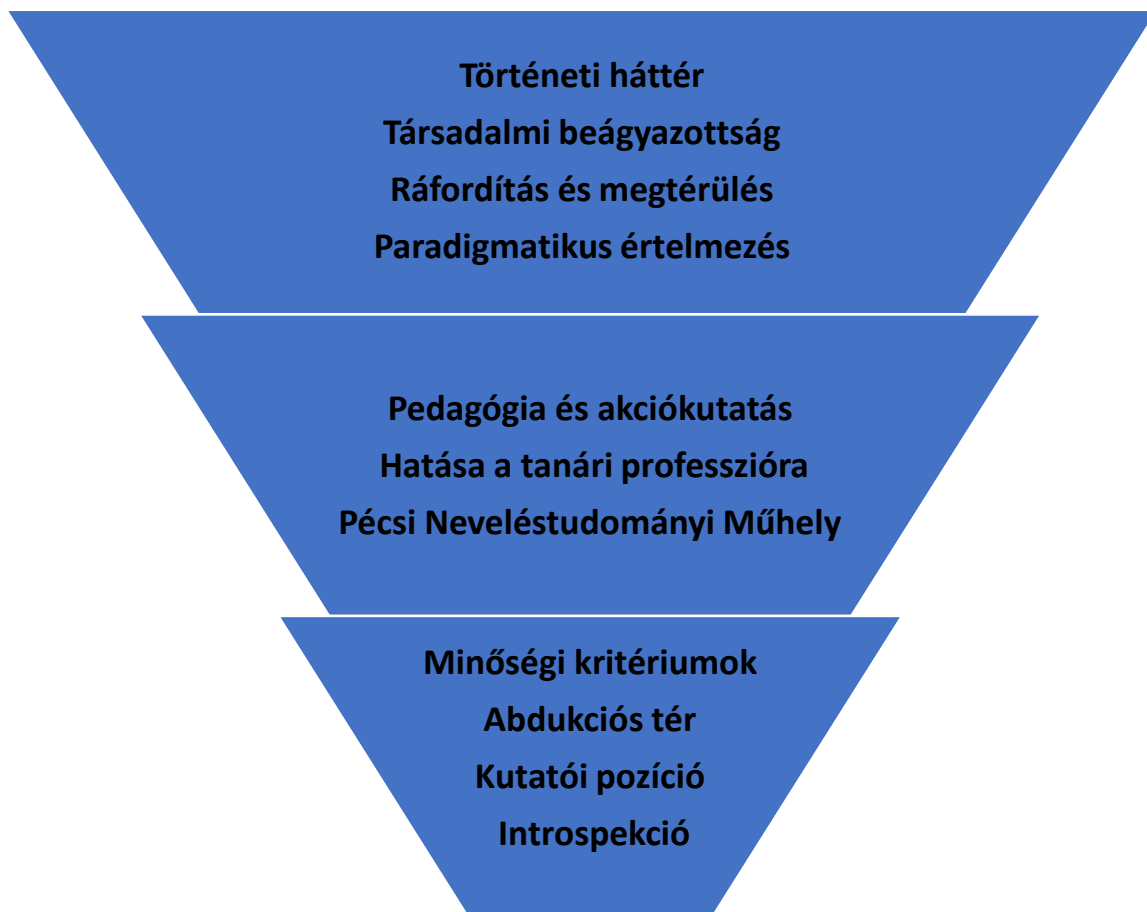 Történeti háttér
Társadalmi beágyazottság
Ráfordítás és megtérülés
Paradigmatikus értelmezés
Pedagógia és akciókutatás
Hatása a tanári professzióra
Pécsi Neveléstudományi Műhely
Minőségi kritériumok
Abdukciós tér
Kutatói pozíció
Introspekció